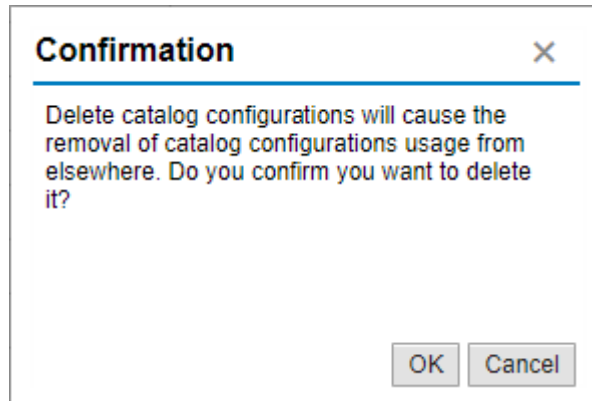 Confirmation
Delete catalog configurations will cause the
removal of catalog configurations usage from
elsewhere. Do you confirm you want to delete
it?
OK Cancel